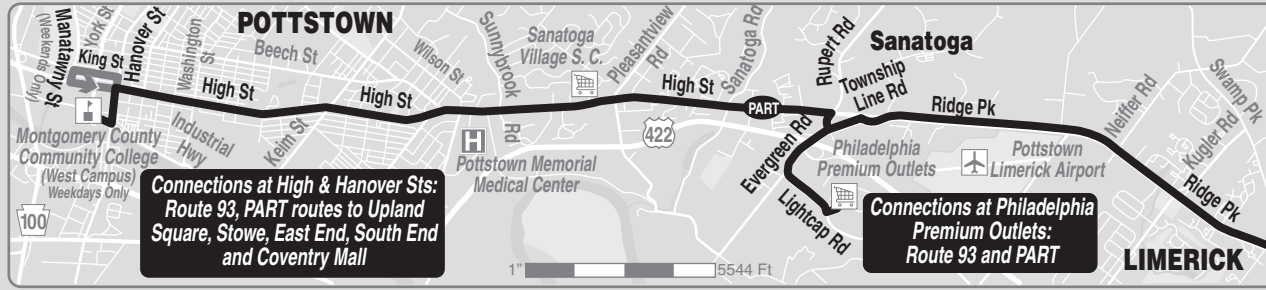 POTTSTOWN
Manatawny St
(Weekends Only)
York St
King St
Hanover St
Washington
St
Beech St
High St
High St
Wilson St
Keim St
Industrial
Hwy
Sunnybrook
Rd
Sanatoga
Village S. C.
Pleasantview
Rd
Sanatoga Rd
High St
PART
Rupert Rd
Sanatoga
Township
Line Rd
Ridge Pk
Neiffer Rd
Swamp Pk
Kugler Rd
Ridge Pk
Montgomery County
Community College
(West Campus)
Weekdays Only
100
H
Pottstown Memorial
Medical Center
422
Evergreen Rd
Lightcap Rd
Philadelphia
Premium Outlets
Pottstown
Limerick Airport
Connections at High & Hanover Sts:
Route 93, PART routes to Upland
Square, Stowe, East End, South End
and Coventry Mall
Connections at Philadelphia
Premium Outlets:
Route 93 and PART
LIMERICK
1" 5544 Ft